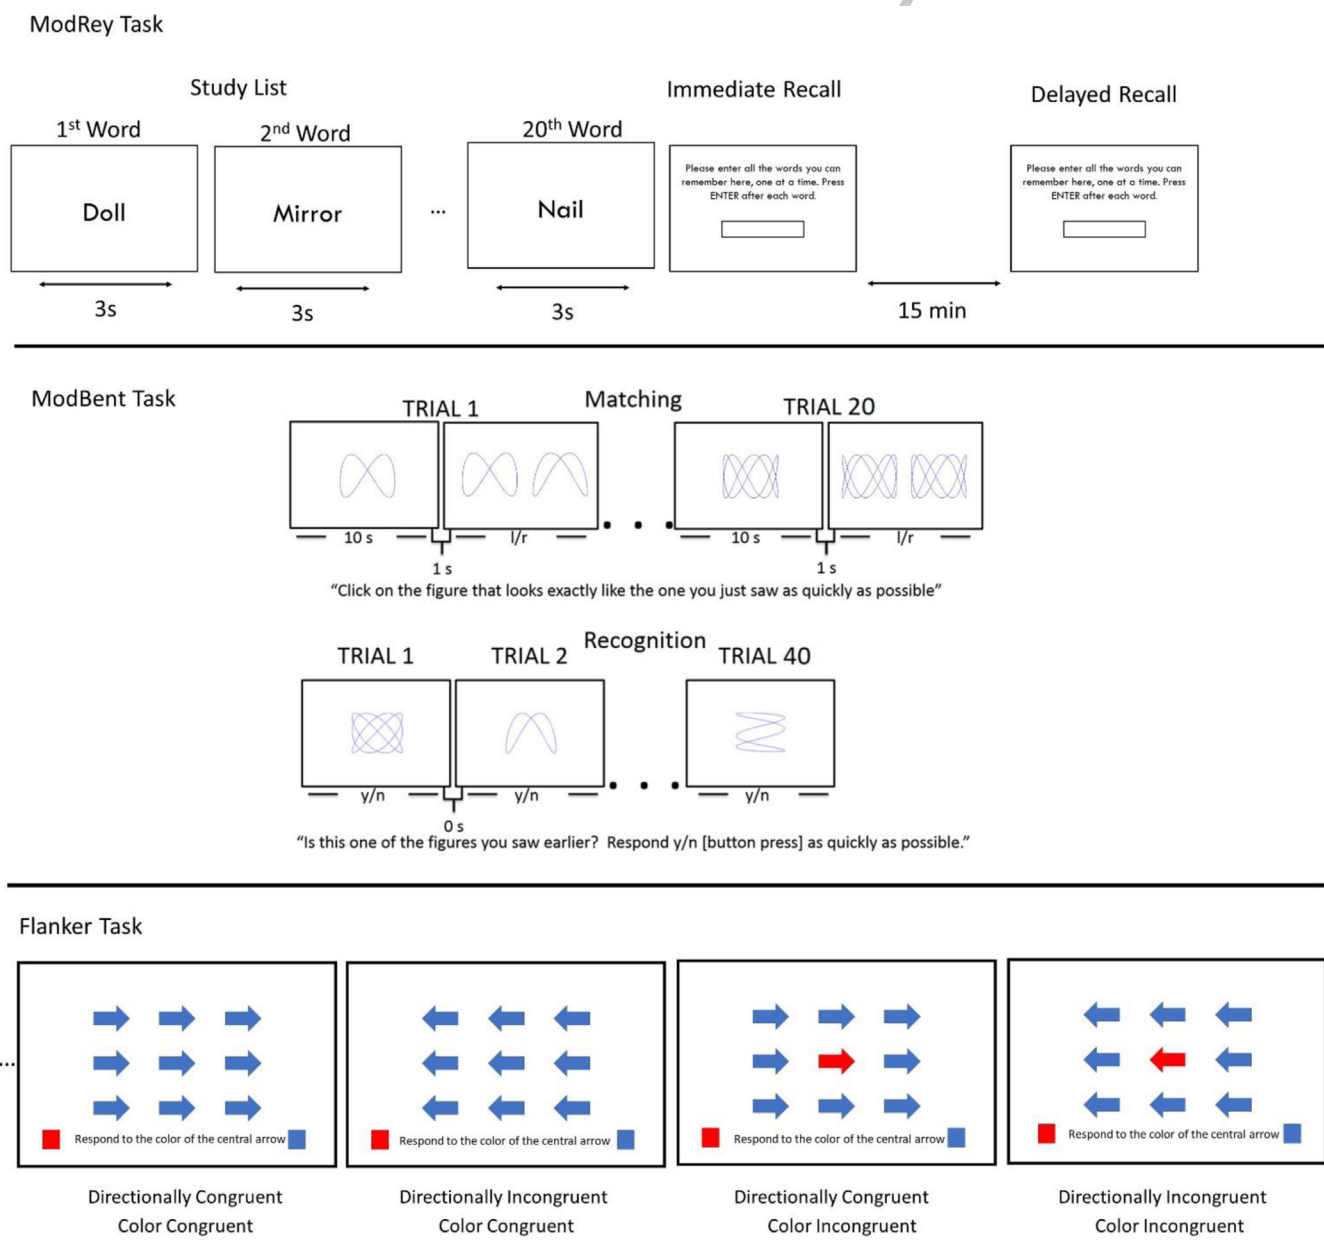 ModRey Task
Study List
Immediate Recall
Delayed Recall
1st Word
2nd Word
20th Word
Doll
Mirror
...
Nail
Please enter all the words you can
remember here, one at a time. Press
ENTER after each word.
Please enter all the words you can
remember here, one at a time. Press
ENTER after each word.
3s
3s
3s
15 min
ModBent Task
Matching
TRIAL 1
TRIAL 20
10 s
l/r
. . .
10 s
l/r
1 s
1 s
“Click on the figure that looks exactly like the one you just saw as quickly as possible”
Recognition
TRIAL 1
TRIAL 2
TRIAL 40
y/n
y/n
. . .
y/n
0 s
“Is this one of the figures you saw earlier? Respond y/n [button press] as quickly as possible.”
Flanker Task
...
Respond to the color of the central arrow
Respond to the color of the central arrow
Respond to the color of the central arrow
Respond to the color of the central arrow
Directionally Congruent
Color Congruent
Directionally Incongruent
Color Congruent
Directionally Congruent
Color Incongruent
Directionally Incongruent
Color Incongruent